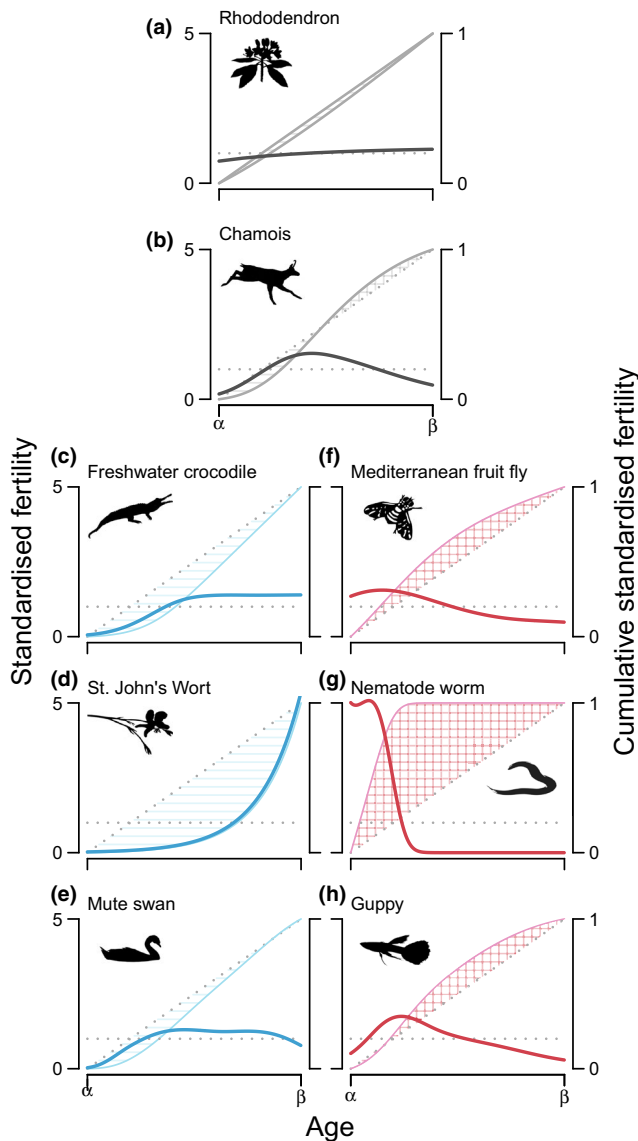 (a) Rhododendron
5 1
0 0
(b) Chamois
5 1
0 0
α β
Standardised fertility
Cumulative standardised fertility
(c) Freshwater crocodile
5
0
(f) Mediterranean fruit fly
1
0
(d) St. John's Wort
5
0
(g) Nematode worm
1
0
(e) Mute swan
5
0
α β
(h) Guppy
1
0
α β
Age